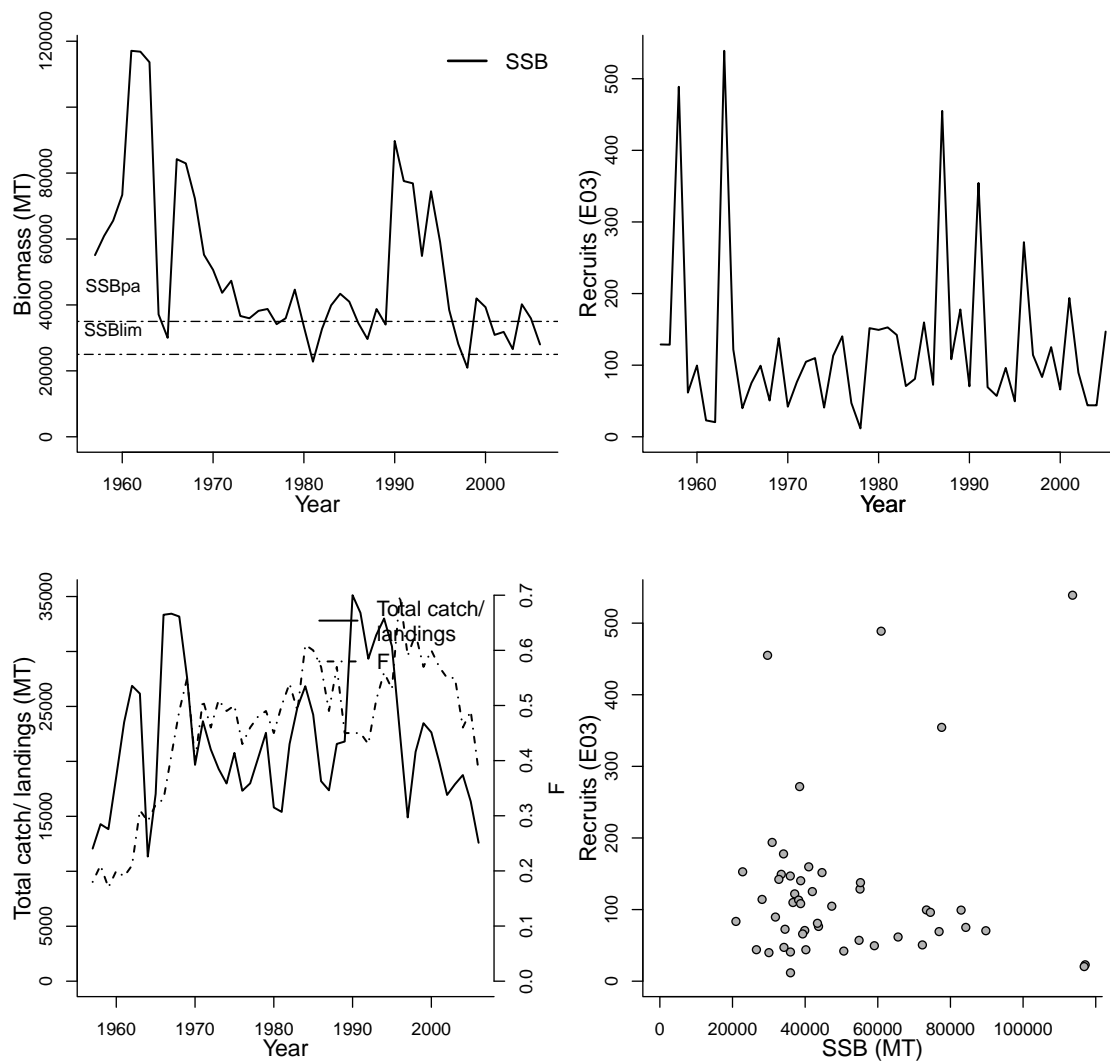 120000
80000
60000
40000
20000
0
Biomass (MT)
SSB
SSBpa
SSBlim
1960 1970 1980 1990 2000
Year
500
400
300
200
100
0
Recruits (E03)
1960 1970 1980 1990 2000
Year
35000
25000
15000
5000
0
Total catch/ landings (MT)
Total catch/
landings
F
0.7
0.6
0.5
0.4
0.3
0.2
0.1
0.0
F
1960 1970 1980 1990 2000
Year
500
400
300
200
100
0
Recruits (E03)
0 20000 40000 60000 80000 100000
SSB (MT)